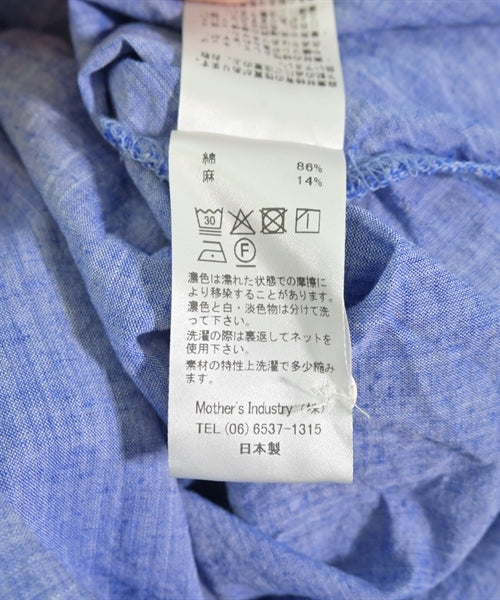 綿 86%
麻 14%
30
F
濃色は濡れた状態での摩擦に
より移染することがあります。
濃色と白・淡色物は分けて洗
って下さい。
洗濯の際は裏返してネットを
使用下さい。
素材の特性上洗濯で多少縮み
ます。
Mother's Industry (株)
TEL (06) 6537-1315
日本製